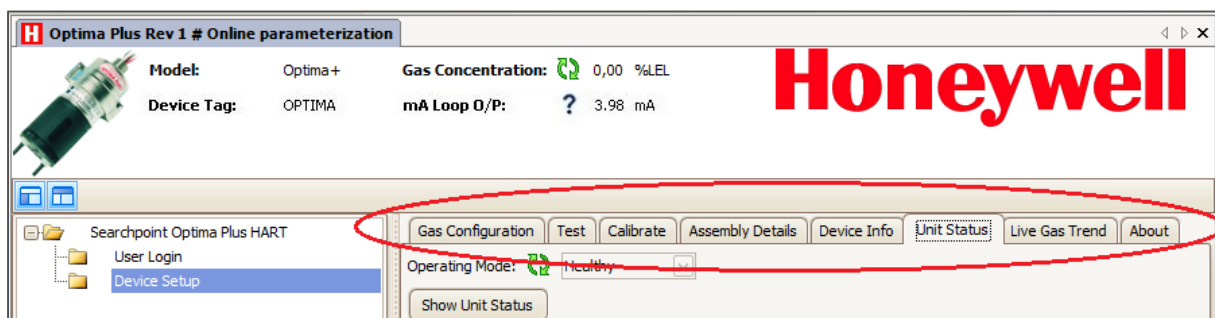 H Optima Plus Rev 1 # Online parameterization
Model: Optima+ Gas Concentration: 0,00 %LEL
Device Tag: OPTIMA mA Loop O/P: ? 3.98 mA
Honeywell
Searchpoint Optima Plus HART
User Login
Device Setup
Gas Configuration Test Calibrate Assembly Details Device Info Unit Status Live Gas Trend About
Operating Mode: Healthy
Show Unit Status